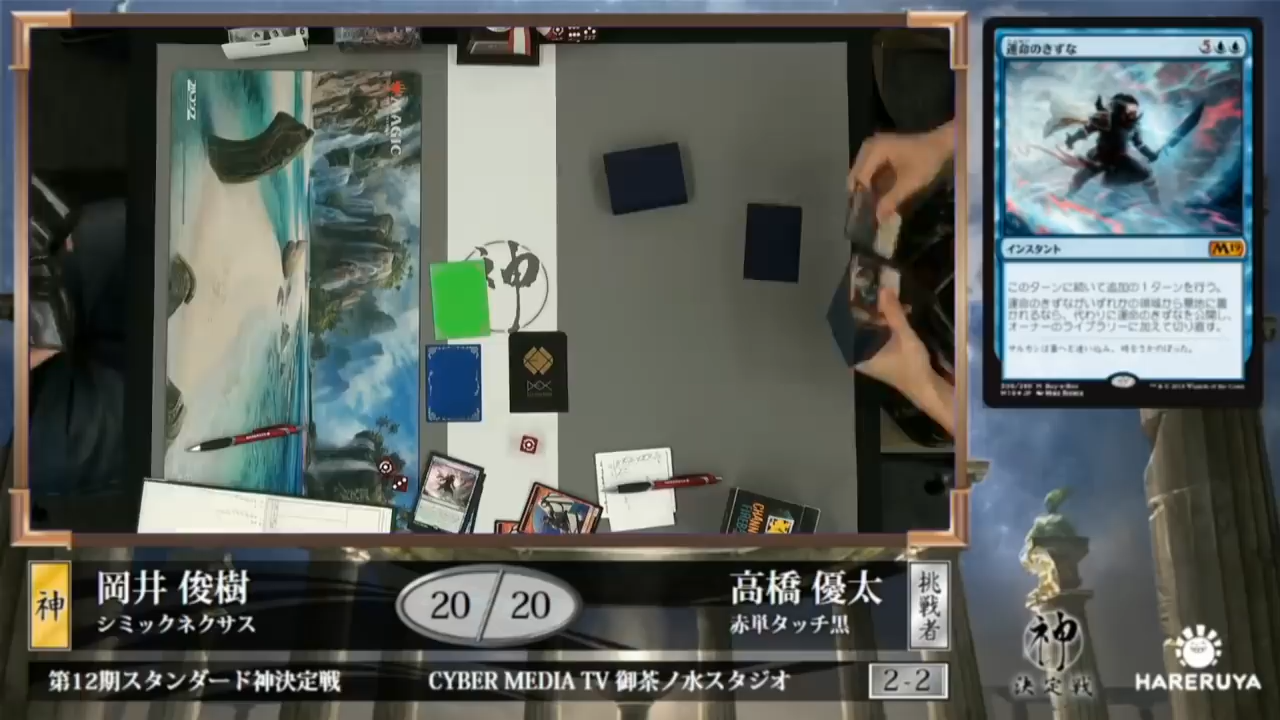 運命のきずな
5
インスタント
M19
このターンに続いて追加の1ターンを行う。
運命のきずながいずれかの領域から墓地に置
かれるなら、代わりに運命のきずなを公開し、
オーナーのライブラリーに加えて切り直す。
MAGIC
神
DEX
CHANNEL
神
岡井 俊樹
シミックネクサス
20/20
高橋 優太
赤単タッチ黒
挑戦者
第12期スタンダード神決定戦
CYBER MEDIA TV 御茶ノ水スタジオ
2-2
神
決定戦
HARERUYA